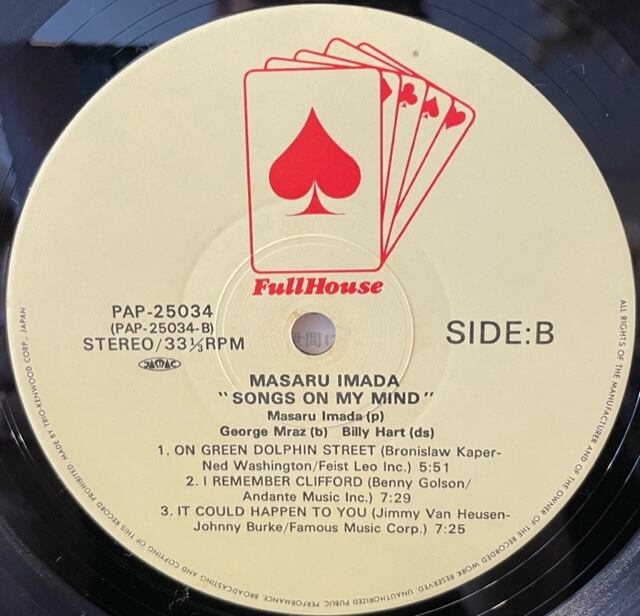 FullHouse
PAP-25034
(PAP-25034-B)
STEREO/33⅓RPM
JASRAC
SIDE:B
MASARU IMADA
"SONGS ON MY MIND"
Masaru Imada (p)
George Mraz (b) Billy Hart (ds)
1. ON GREEN DOLPHIN STREET (Bronislaw Kaper-
Ned Washington/Feist Leo Inc.) 5:51
2. I REMEMBER CLIFFORD (Benny Golson/
Andante Music Inc.) 7:29
3. IT COULD HAPPEN TO YOU (Jimmy Van Heusen-
Johnny Burke/Famous Music Corp.) 7:25
ALL RIGHTS OF THE MANUFACTURER AND OF THE OWNER OF THE RECORDED WORK RESERVED. UNAUTHORIZED PUBLIC PERFORMANCE, BROADCASTING AND COPYING OF THIS RECORD PROHIBITED. MADE BY TRIO-KENWOOD CORP., JAPAN